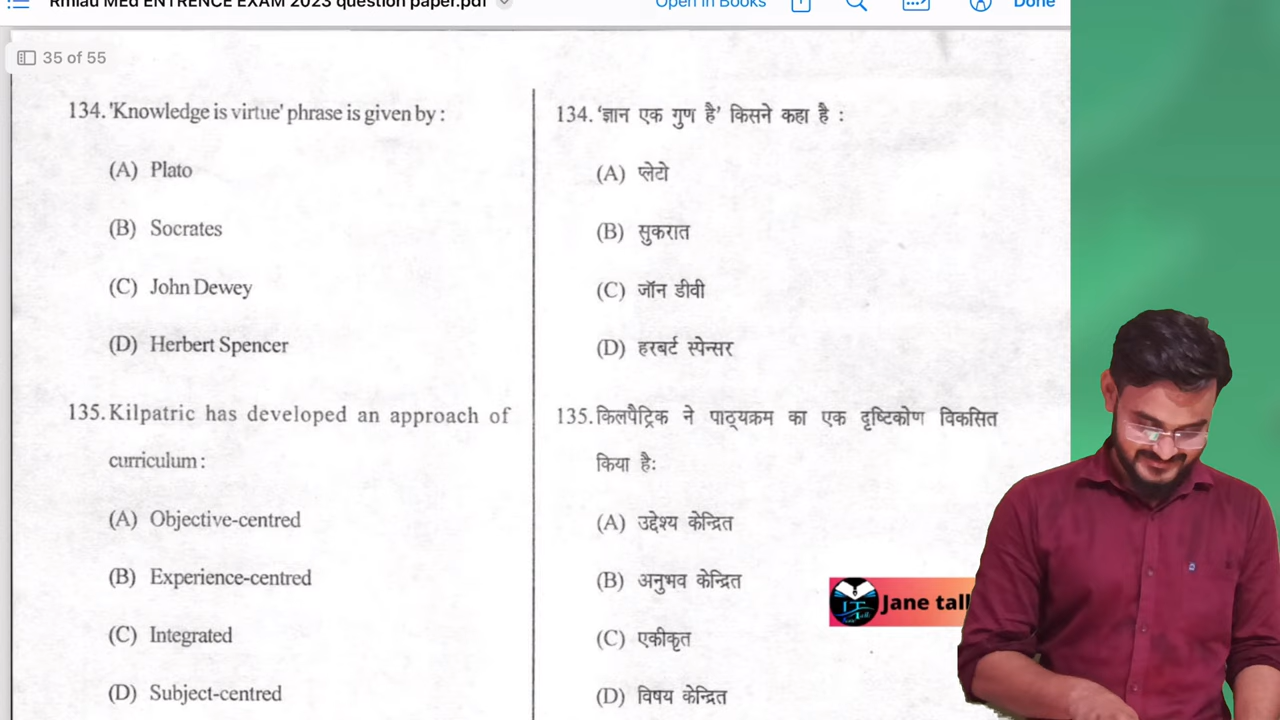 Rmlau MEd ENTRENCE EXAM 2023 question paper.pdf
Open in Books
Done
35 of 55
134. 'Knowledge is virtue' phrase is given by :
(A) Plato
(B) Socrates
(C) John Dewey
(D) Herbert Spencer
135. Kilpatric has developed an approach of
curriculum :
(A) Objective-centred
(B) Experience-centred
(C) Integrated
(D) Subject-centred
134. ‘ज्ञान एक गुण है’ किसने कहा है :
(A) प्लेटो
(B) सुकरात
(C) जॉन डीवी
(D) हरबर्ट स्पेन्सर
135. किलपैट्रिक ने पाठ्यक्रम का एक दृष्टिकोण विकसित
किया है:
(A) उद्देश्य केन्द्रित
(B) अनुभव केन्द्रित
(C) एकीकृत
(D) विषय केन्द्रित
Jane tall